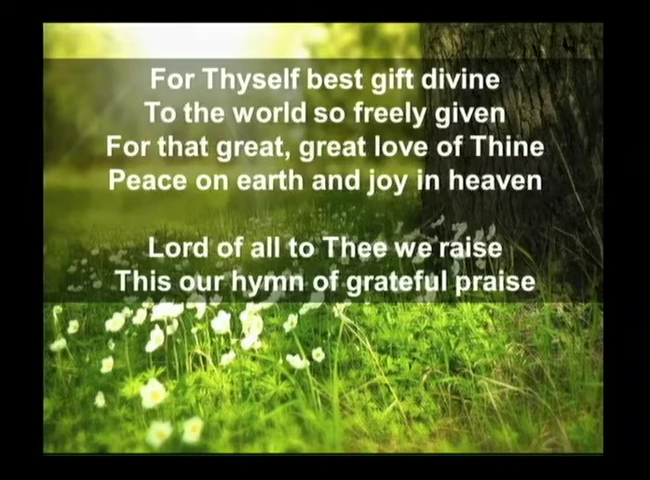 For Thyself best gift divine
To the world so freely given
For that great, great love of Thine
Peace on earth and joy in heaven
Lord of all to Thee we raise
This our hymn of grateful praise